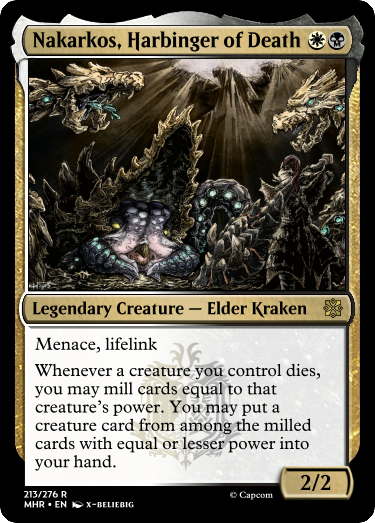 Nakarkos, Harbinger of Death
Legendary Creature — Elder Kraken
Menace, lifelink
Whenever a creature you control dies,
you may mill cards equal to that
creature's power. You may put a
creature card from among the milled
cards with equal or lesser power into
your hand.
2/2
213/276 R
MHR • EN X-BELIEBIG
© Capcom